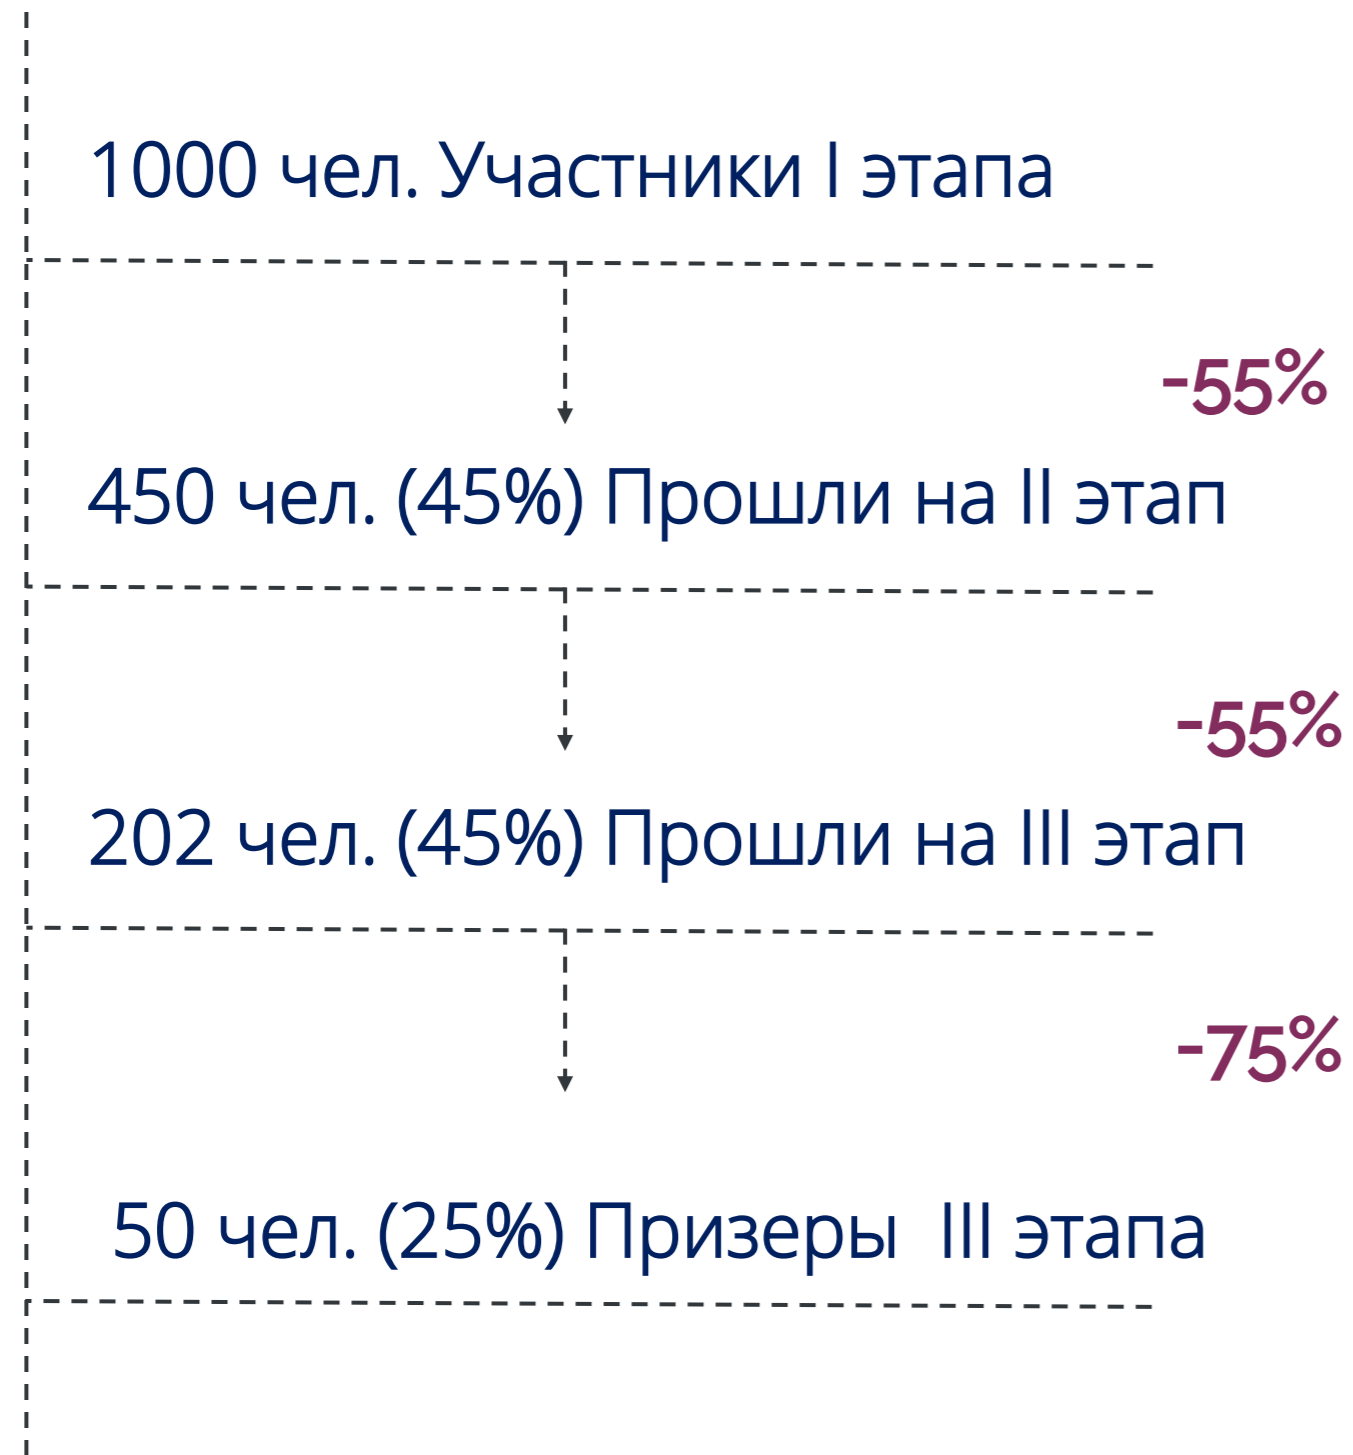 1000 чел. Участники I этапа
-55%
450 чел. (45%) Прошли на II этап
-55%
202 чел. (45%) Прошли на III этап
-75%
50 чел. (25%) Призеры  III этапа